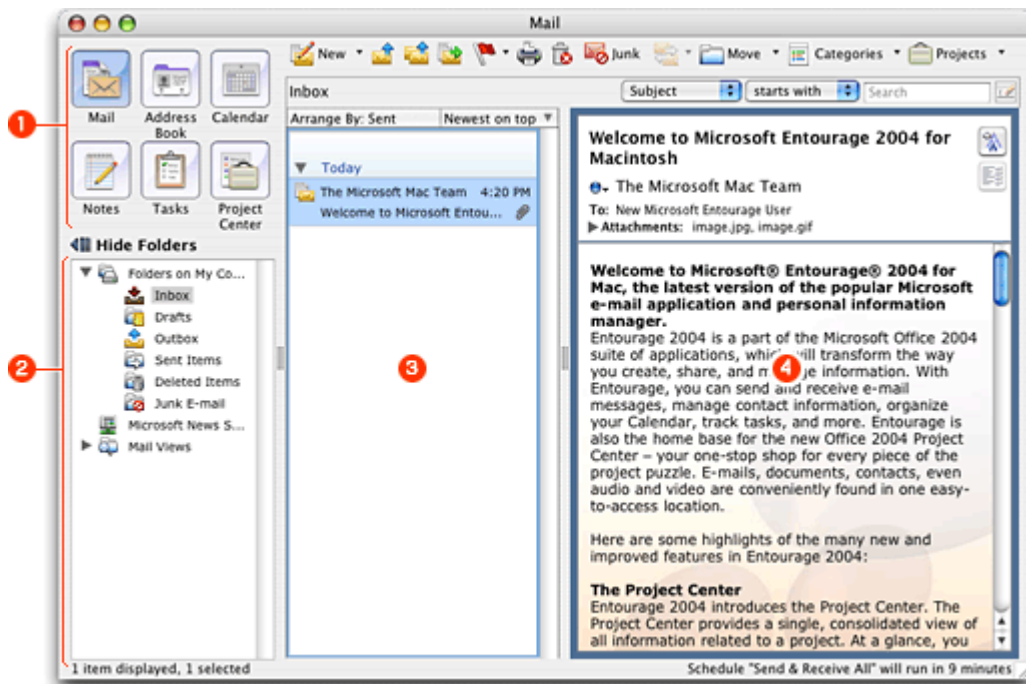 Mail
New
Junk
Move
Categories
Projects
1
Mail
Address Book
Calendar
Notes
Tasks
Project Center
Hide Folders
2
Folders on My Co...
Inbox
Drafts
Outbox
Sent Items
Deleted Items
Junk E-mail
Microsoft News S...
Mail Views
Inbox
Subject
starts with
Search
Arrange By: Sent
Newest on top
Today
The Microsoft Mac Team 4:20 PM
Welcome to Microsoft Entou...
3
Welcome to Microsoft Entourage 2004 for
Macintosh
The Microsoft Mac Team
To: New Microsoft Entourage User
Attachments: image.jpg, image.gif
Welcome to Microsoft® Entourage® 2004 for
Mac, the latest version of the popular Microsoft
e-mail application and personal information
manager.
Entourage 2004 is a part of the Microsoft Office 2004
suite of applications, which will transform the way
you create, share, and m 4 e information. With
Entourage, you can send and receive e-mail
messages, manage contact information, organize
your Calendar, track tasks, and more. Entourage is
also the home base for the new Office 2004 Project
Center – your one-stop shop for every piece of the
project puzzle. E-mails, documents, contacts, even
audio and video are conveniently found in one easy-
to-access location.
Here are some highlights of the many new and
improved features in Entourage 2004:
The Project Center
Entourage 2004 introduces the Project Center. The
Project Center provides a single, consolidated view of
all information related to a project. At a glance, you
1 item displayed, 1 selected
Schedule "Send & Receive All" will run in 9 minutes